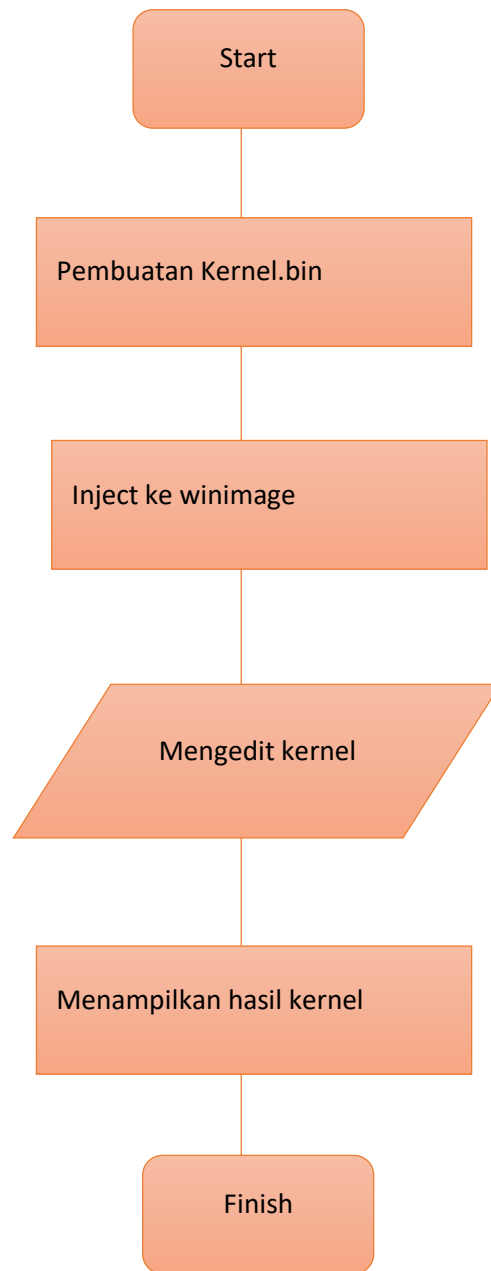 Start
Pembuatan Kernel.bin
Inject ke winimage
Mengedit kernel
Menampilkan hasil kernel
Finish